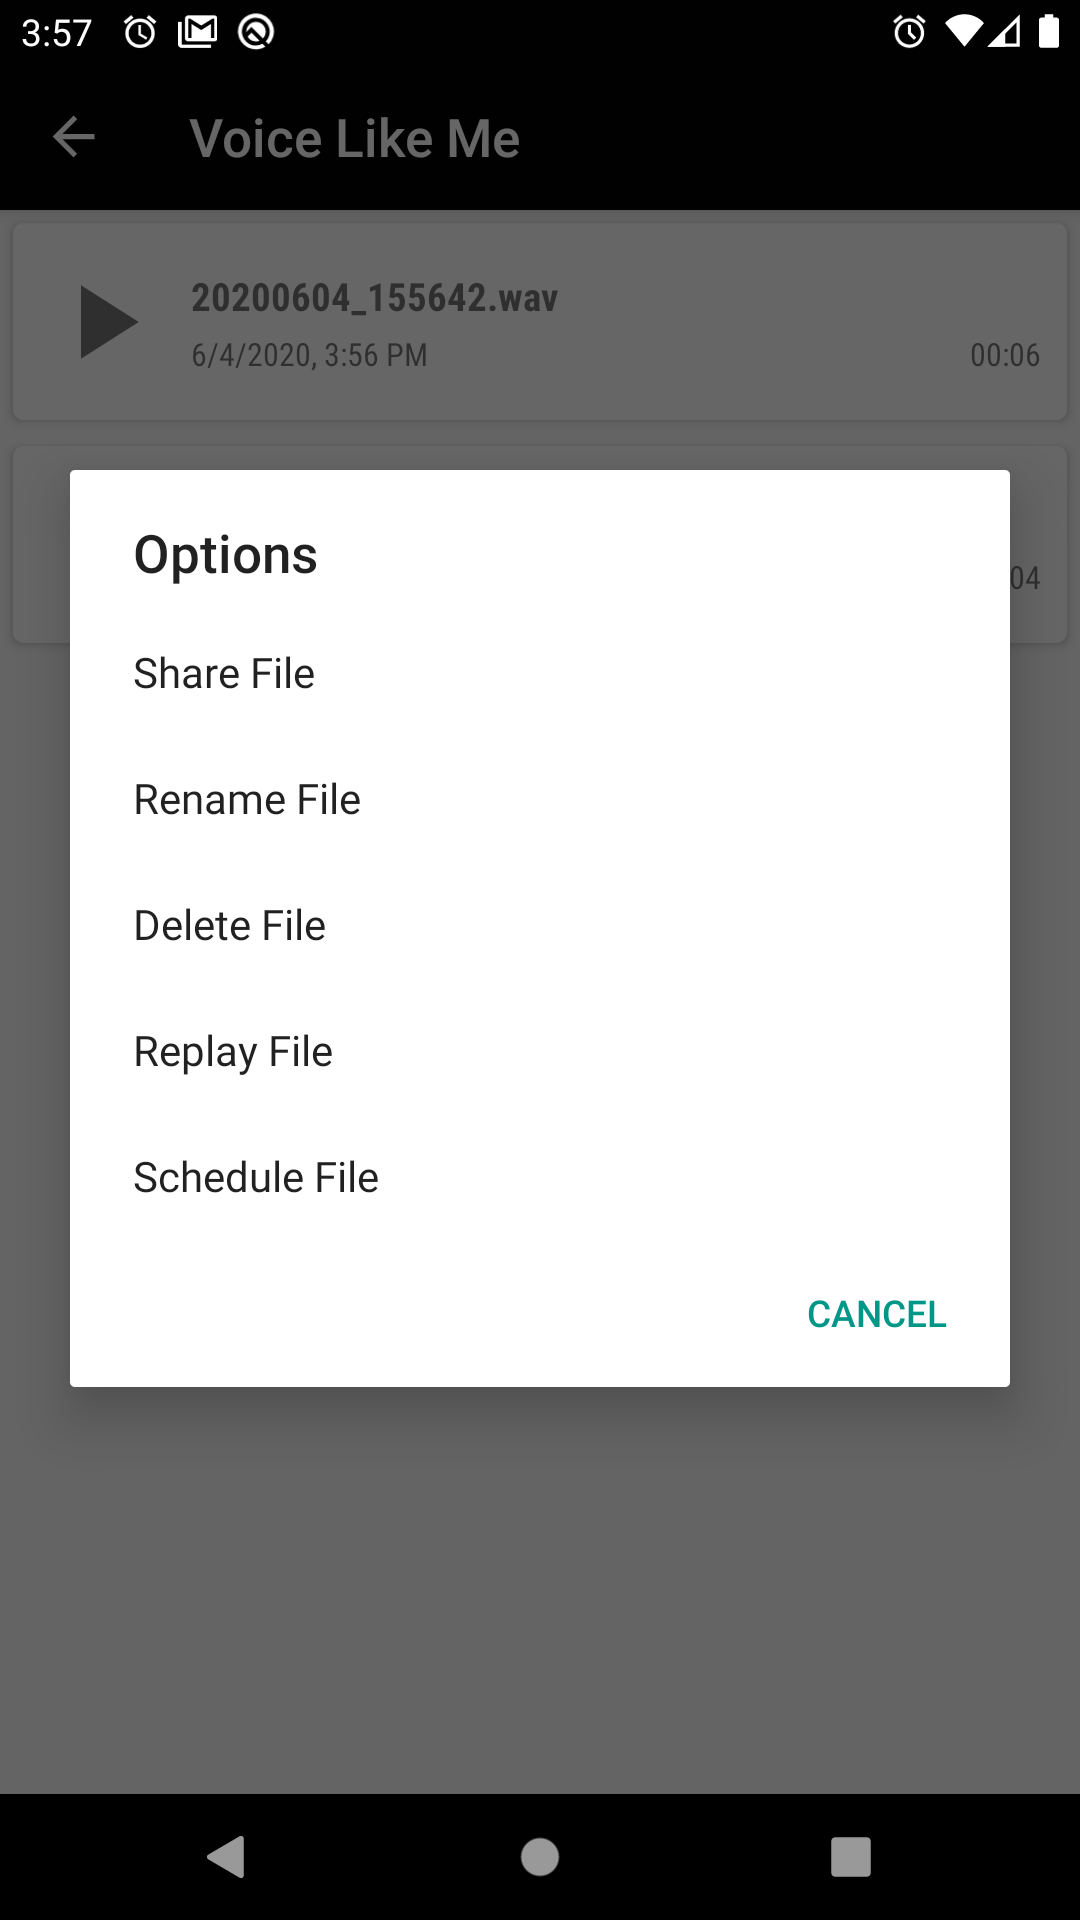 3:57
Voice Like Me
20200604_155642.wav
6/4/2020, 3:56 PM 00:06
04
Options
Share File
Rename File
Delete File
Replay File
Schedule File
CANCEL